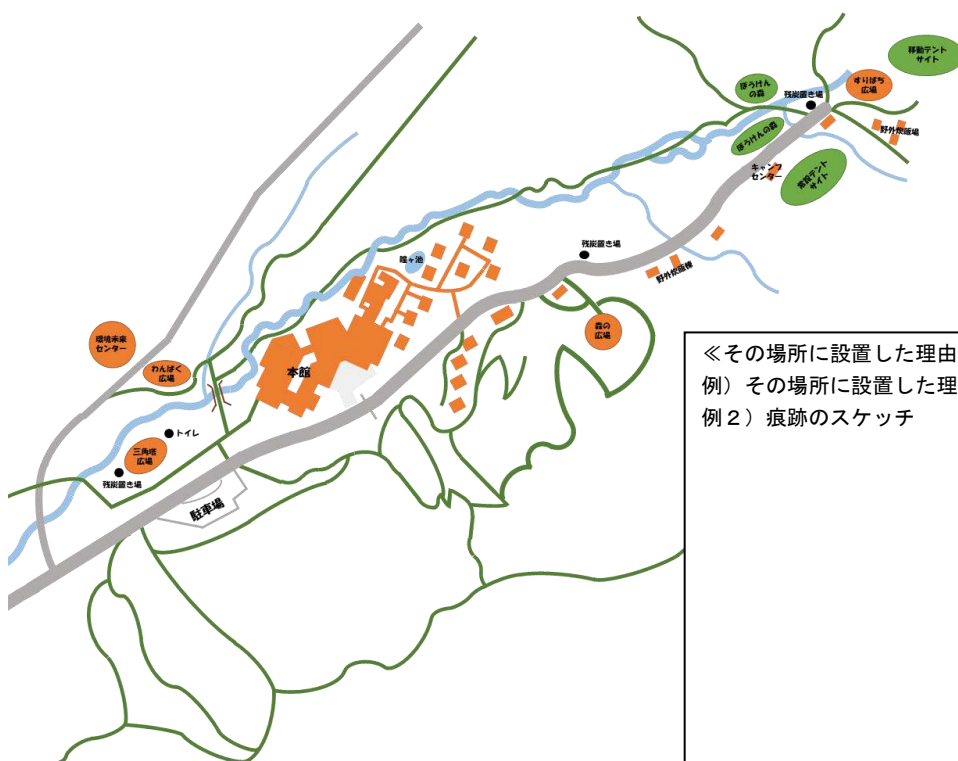 移動テント
サイト
ぼうけん
の森
残炭置き場
すりばち
広場
野外炊飯場
ぼうけんの森
キャンプ
センター
常設テント
サイト
瞳ヶ池
残炭置き場
野外炊飯棟
環境未来
センター
わんぱく
広場
本館
森の
広場
トイレ
三角塔
広場
残炭置き場
駐車場
≪その場所に設置した理由
例）その場所に設置した理
例２）痕跡のスケッチ